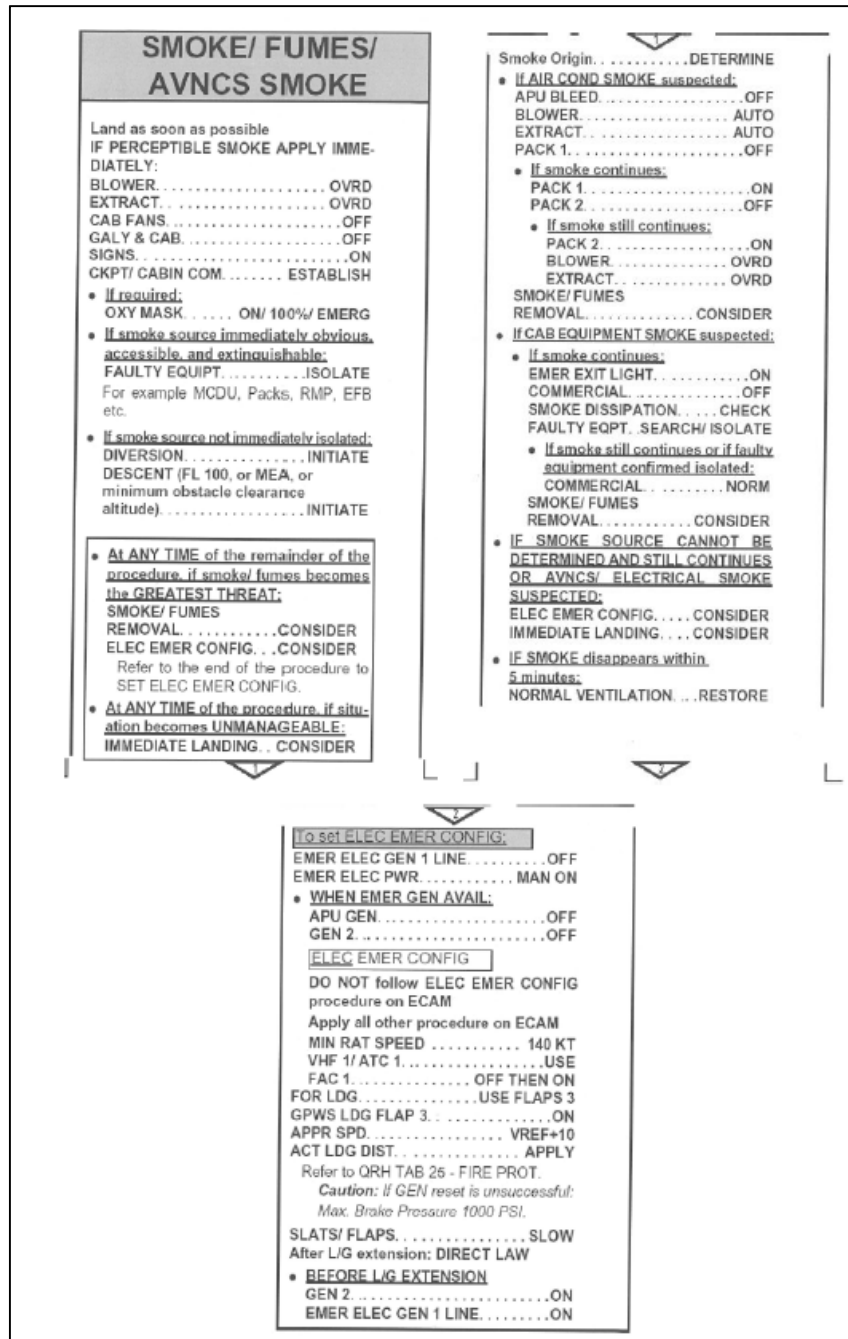 SMOKE/ FUMES/
AVNCS SMOKE
Land as soon as possible
IF PERCEPTIBLE SMOKE APPLY IMME-
DIATELY:
BLOWER. . . . . . . . . . . . . . . . . . . . OVRD
EXTRACT. . . . . . . . . . . . . . . . . . . OVRD
CAB FANS. . . . . . . . . . . . . . . . . . . . .OFF
GALY & CAB. . . . . . . . . . . . . . . . . . . OFF
SIGNS. . . . . . . . . . . . . . . . . . . . . . . . .ON
CKPT/ CABIN COM. . . . . . . . ESTABLISH
• If required:
OXY MASK. . . . . . ON/ 100%/ EMERG
• If smoke source immediately obvious,
accessible, and extinguishable:
FAULTY EQUIPT. . . . . . . . . . .ISOLATE
For example MCDU, Packs, RMP, EFB
etc.
• If smoke source not immediately isolated:
DIVERSION. . . . . . . . . . . . . . .INITIATE
DESCENT (FL 100, or MEA, or
minimum obstacle clearance
altitude). . . . . . . . . . . . . . . . . .INITIATE
• At ANY TIME of the remainder of the
procedure, if smoke/ fumes becomes
the GREATEST THREAT:
SMOKE/ FUMES
REMOVAL. . . . . . . . . . .CONSIDER
ELEC EMER CONFIG. . .CONSIDER
Refer to the end of the procedure to
SET ELEC EMER CONFIG.
• At ANY TIME of the procedure, if situ-
ation becomes UNMANAGEABLE:
IMMEDIATE LANDING. . CONSIDER
1
1
Smoke Origin. . . . . . . . . . . .DETERMINE
• If AIR COND SMOKE suspected:
APU BLEED. . . . . . . . . . . . . . . . . . .OFF
BLOWER. . . . . . . . . . . . . . . . . . . AUTO
EXTRACT. . . . . . . . . . . . . . . . . . AUTO
PACK 1. . . . . . . . . . . . . . . . . . . . . .OFF
• If smoke continues:
PACK 1. . . . . . . . . . . . . . . . . . . . .ON
PACK 2. . . . . . . . . . . . . . . . . . . . OFF
• If smoke still continues:
PACK 2. . . . . . . . . . . . . . . . . . .ON
BLOWER. . . . . . . . . . . . . . . OVRD
EXTRACT. . . . . . . . . . . . . . OVRD
SMOKE/ FUMES
REMOVAL. . . . . . . . . . . . . . CONSIDER
• If CAB EQUIPMENT SMOKE suspected:
• If smoke continues:
EMER EXIT LIGHT. . . . . . . . . . . .ON
COMMERCIAL. . . . . . . . . . . . . . .OFF
SMOKE DISSIPATION. . . . . CHECK
FAULTY EQPT. .SEARCH/ ISOLATE
• If smoke still continues or if faulty
equipment confirmed isolated:
COMMERCIAL. . . . . . . . . . NORM
SMOKE/ FUMES
REMOVAL. . . . . . . . . . . . CONSIDER
• IF SMOKE SOURCE CANNOT BE
DETERMINED AND STILL CONTINUES
OR AVNCS/ ELECTRICAL SMOKE
SUSPECTED:
ELEC EMER CONFIG. . . . . CONSIDER
IMMEDIATE LANDING. . . . CONSIDER
• IF SMOKE disappears within
5 minutes:
NORMAL VENTILATION. . . .RESTORE
2
2
To set ELEC EMER CONFIG:
EMER ELEC GEN 1 LINE. . . . . . . . . . .OFF
EMER ELEC PWR. . . . . . . . . . . . MAN ON
• WHEN EMER GEN AVAIL:
APU GEN. . . . . . . . . . . . . . . . . . . . .OFF
GEN 2. . . . . . . . . . . . . . . . . . . . . . . .OFF
ELEC EMER CONFIG
DO NOT follow ELEC EMER CONFIG
procedure on ECAM
Apply all other procedure on ECAM
MIN RAT SPEED . . . . . . . . . . . 140 KT
VHF 1/ ATC 1. . . . . . . . . . . . . . . . . .USE
FAC 1. . . . . . . . . . . . . . OFF THEN ON
FOR LDG. . . . . . . . . . . . . . USE FLAPS 3
GPWS LDG FLAP 3. . . . . . . . . . . . . . .ON
APPR SPD. . . . . . . . . . . . . . . . VREF+10
ACT LDG DIST. . . . . . . . . . . . . . . APPLY
Refer to QRH TAB 25 - FIRE PROT.
Caution: If GEN reset is unsuccessful:
Max. Brake Pressure 1000 PSI.
SLATS/ FLAPS. . . . . . . . . . . . . . . . SLOW
After L/G extension: DIRECT LAW
• BEFORE L/G EXTENSION
GEN 2. . . . . . . . . . . . . . . . . . . . . . . . .ON
EMER ELEC GEN 1 LINE. . . . . . . . . .ON